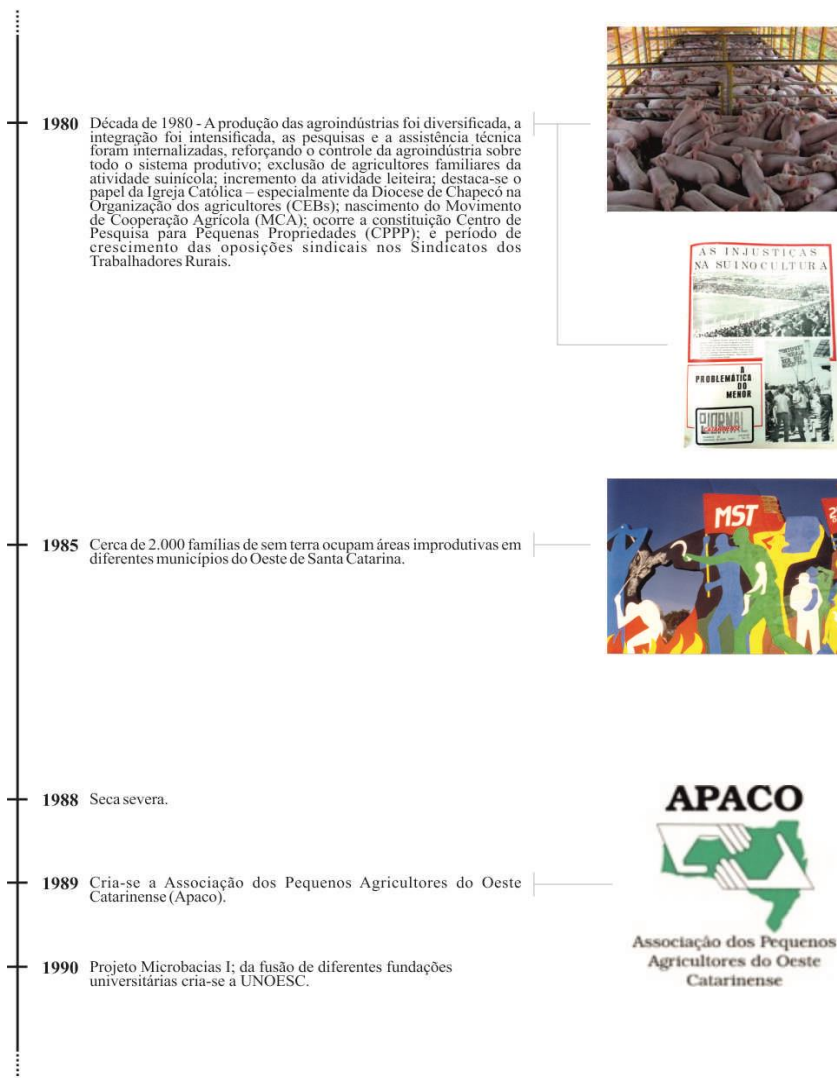 1980
Década de 1980 - A produção das agroindústrias foi diversificada, a
integração foi intensificada, as pesquisas e a assistência técnica
foram internalizadas, reforçando o controle da agroindústria sobre
todo o sistema produtivo; exclusão de agricultores familiares da
atividade suinícola; incremento da atividade leiteira; destaca-se o
papel da Igreja Católica – especialmente da Diocese de Chapecó na
Organização dos agricultores (CEBs); nascimento do Movimento
de Cooperação Agrícola (MCA); ocorre a constituição Centro de
Pesquisa para Pequenas Propriedades (CPPP); e período de
crescimento das oposições sindicais nos Sindicatos dos
Trabalhadores Rurais.
AS INJUSTIÇAS
NA SUINOCULTURA
A
PROBLEMÁTICA
DO
MENOR
JORNAL
1985
Cerca de 2.000 famílias de sem terra ocupam áreas improdutivas em
diferentes municípios do Oeste de Santa Catarina.
MST
1988
Seca severa.
1989
Cria-se a Associação dos Pequenos Agricultores do Oeste
Catarinense (Apaco).
APACO
Associação dos Pequenos
Agricultores do Oeste
Catarinense
1990
Projeto Microbacias I; da fusão de diferentes fundações
universitárias cria-se a UNOESC.